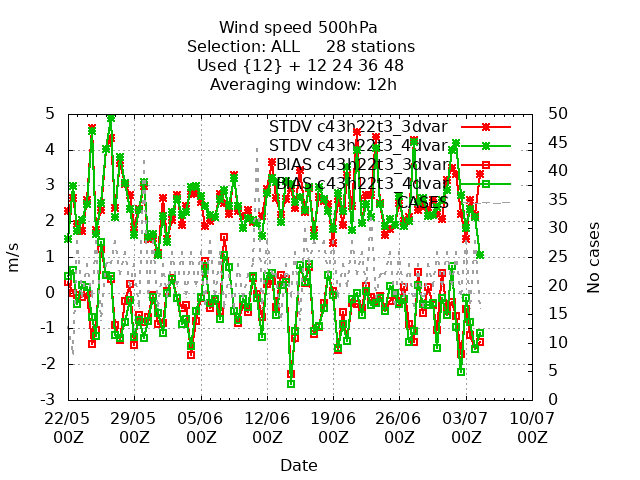 Wind speed 500hPa
Selection: ALL     28 stations
Used {12} + 12 24 36 48
Averaging window: 12h
STDV c43h22t3_3dvar
STDV c43h22t3_4dvar
BIAS c43h22t3_3dvar
BIAS c43h22t3_4dvar
CASES
5
4
3
2
1
0
-1
-2
-3
m/s
50
45
40
35
30
25
20
15
10
5
0
No cases
22/05 29/05 05/06 12/06 19/06 26/06 03/07 10/07
00Z 00Z 00Z 00Z 00Z 00Z 00Z 00Z
Date